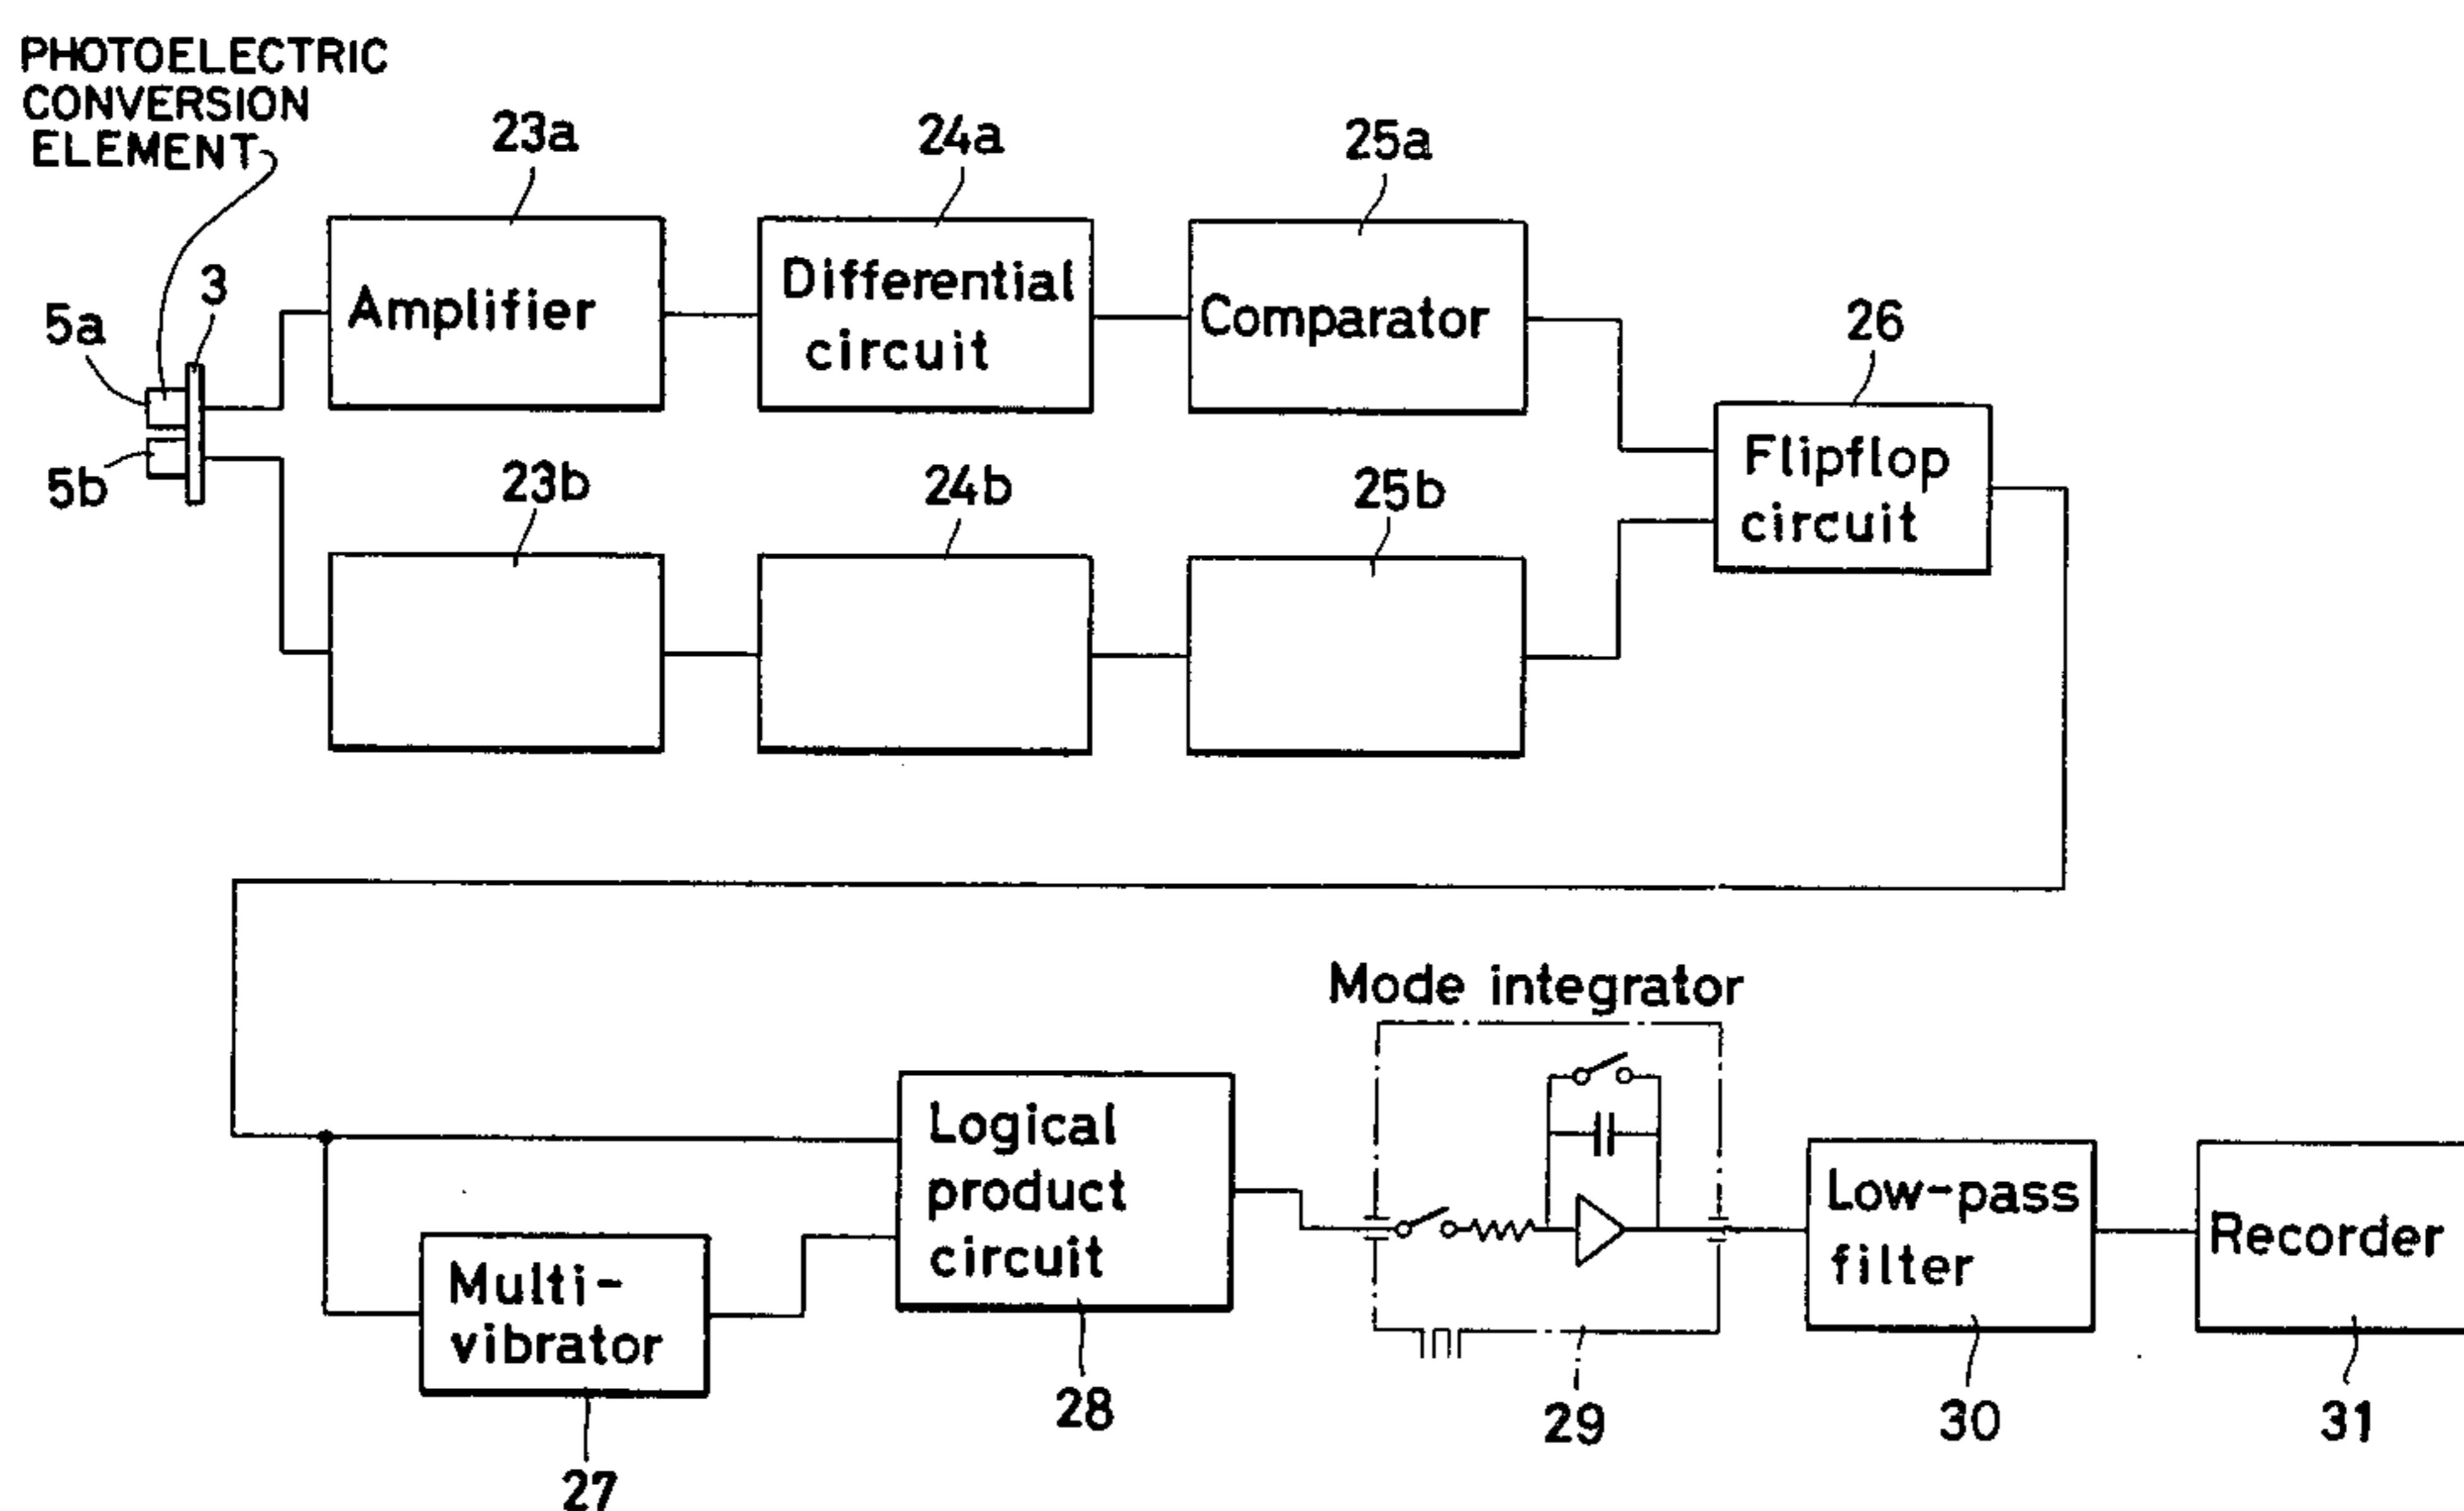 PHOTOELECTRIC
CONVERSION
ELEMENT
23a
24a
25a
3
5a
5b
Amplifier
Differential
circuit
Comparator
26
Flipflop
circuit
23b
24b
25b
Mode integrator
Logical
product
circuit
Multi-
vibrator
Low-pass
filter
Recorder
27
28
29
30
31